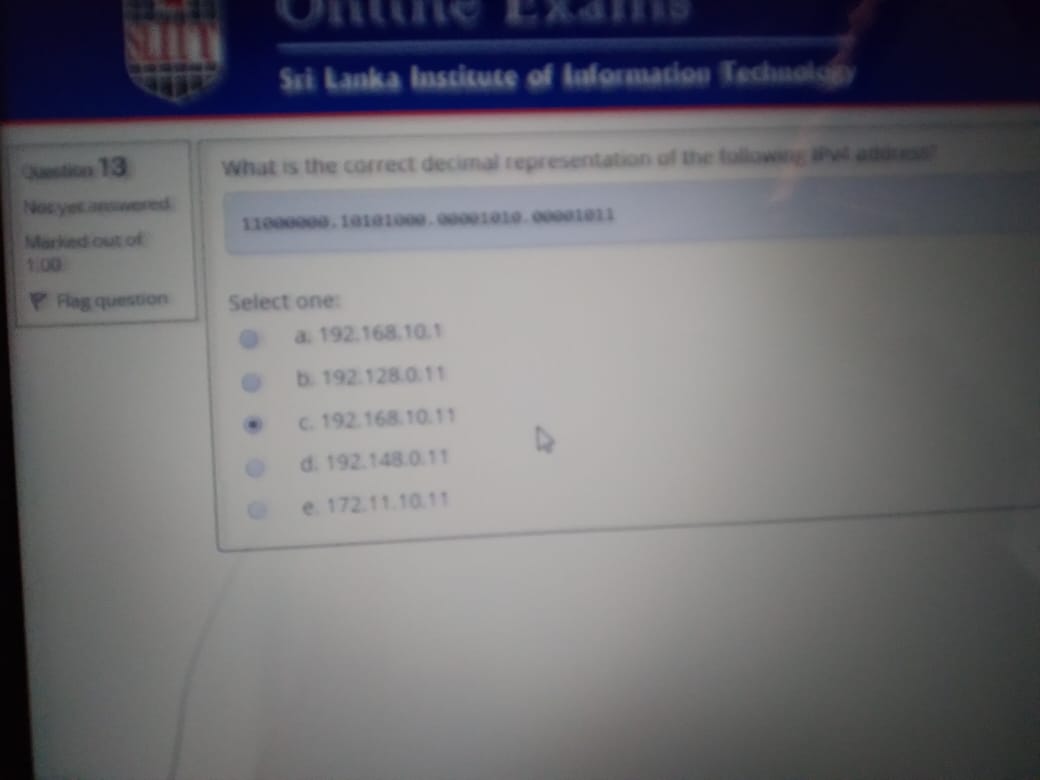 SLIIT
Online Exams
Sri Lanka Institute of Information Technology
Question 13
Not yet answered
Marked out of
1.00
Flag question
What is the correct decimal representation of the following IPv4 address?
11000000.10101000.00001010.00001011
Select one:
a. 192.168.10.1
b. 192.128.0.11
c. 192.168.10.11
d. 192.148.0.11
e. 172.11.10.11